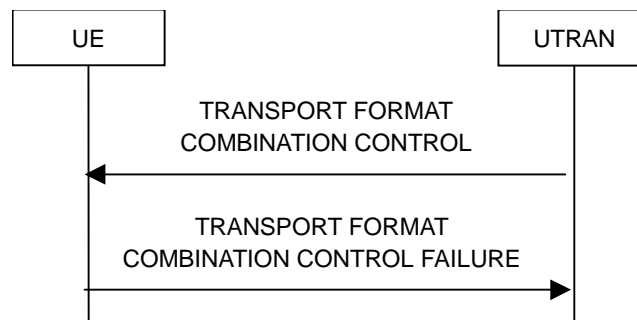 UE
UTRAN
TRANSPORT FORMAT
COMBINATION CONTROL
TRANSPORT FORMAT
COMBINATION CONTROL FAILURE